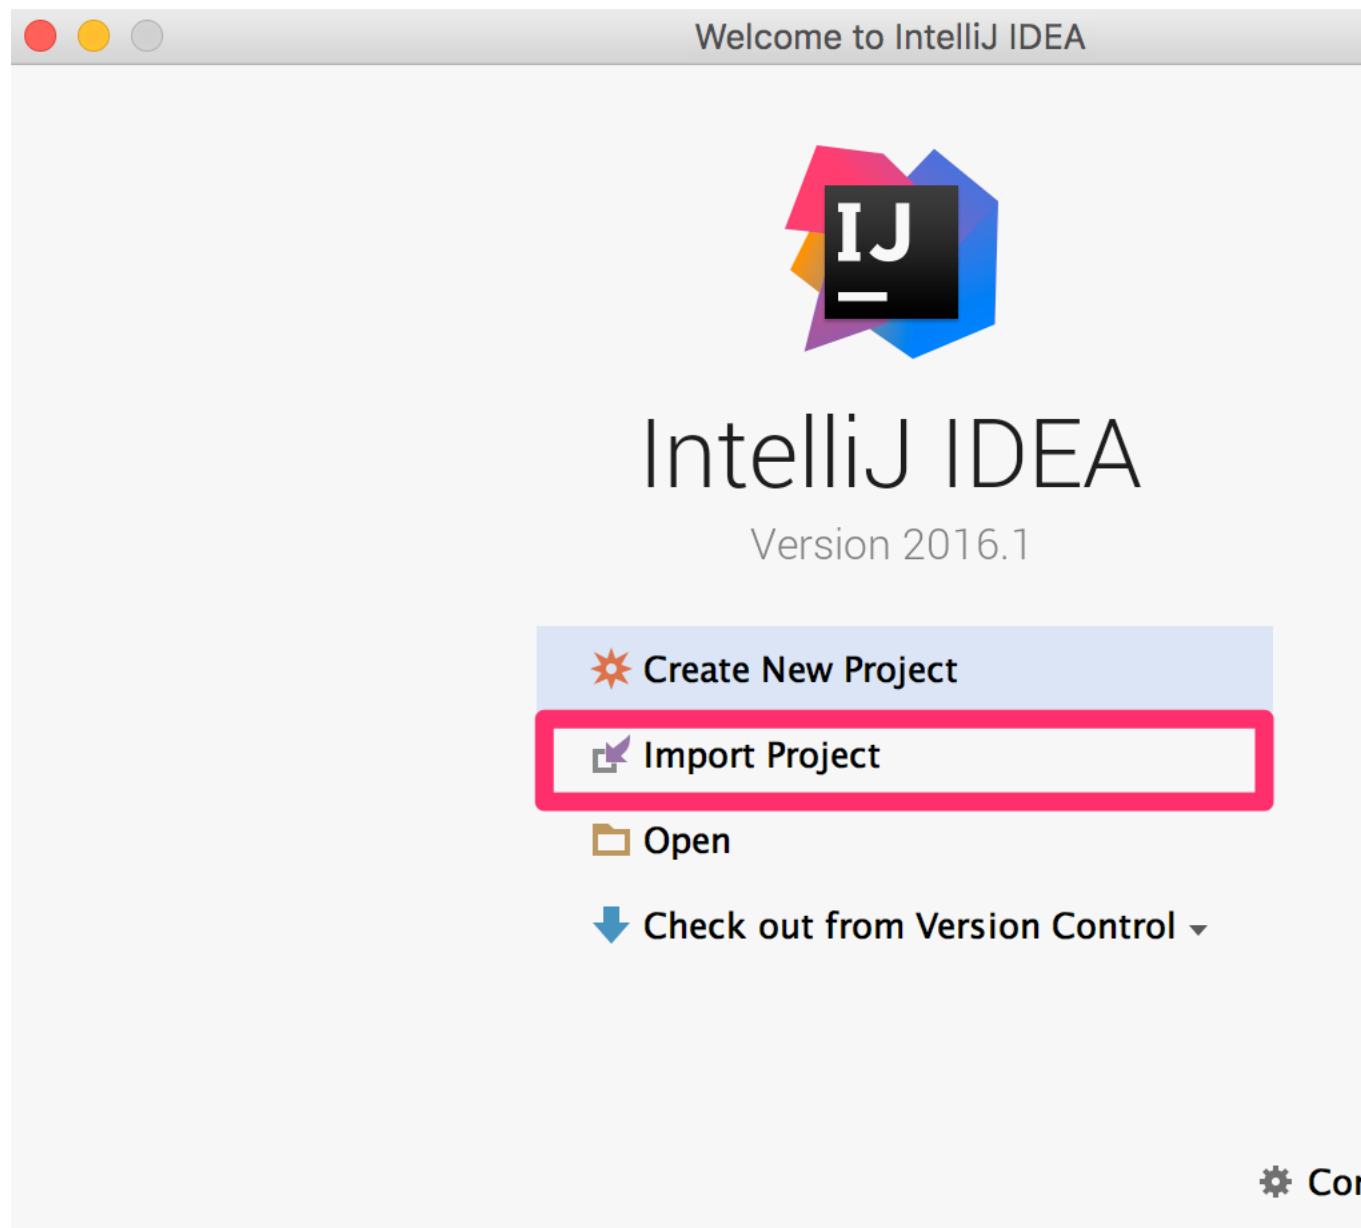 Welcome to IntelliJ IDEA
IJ
IntelliJ IDEA
Version 2016.1
Create New Project
Import Project
Open
Check out from Version Control